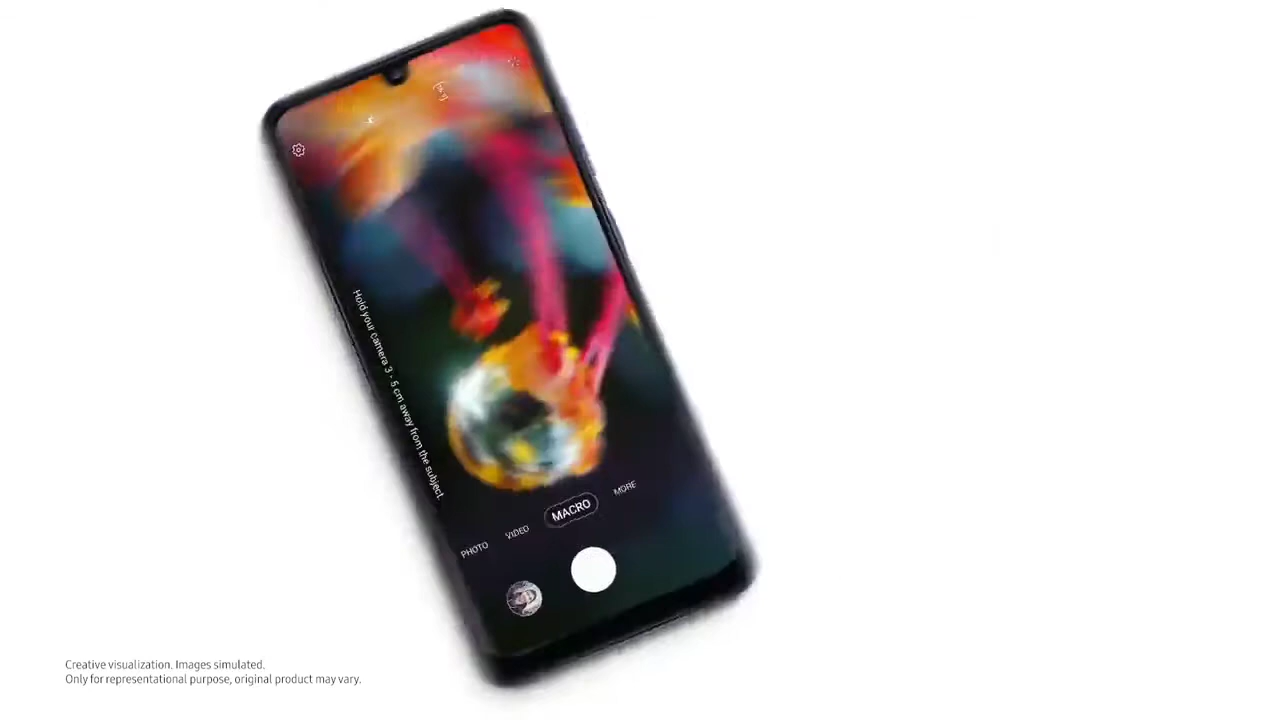 Hold your camera 3 - 5 cm away from the subject.
PHOTO VIDEO MACRO MORE
Creative visualization. Images simulated.
Only for representational purpose, original product may vary.